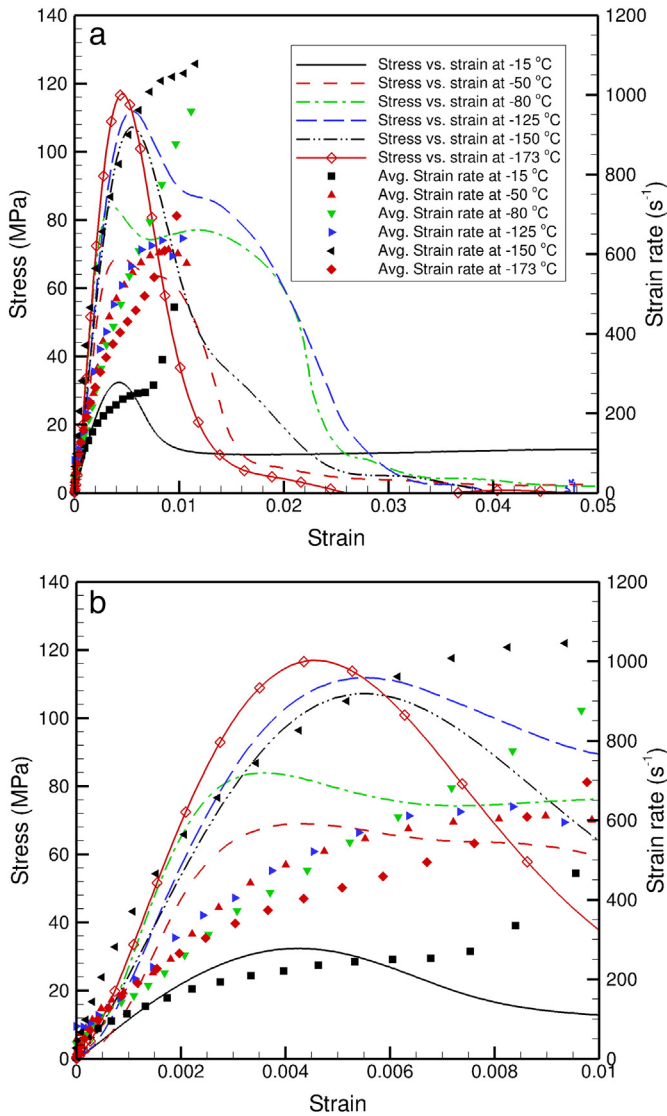 a
140
120
100
80
60
40
20
0
Stress (MPa)
0
0.01
0.02
0.03
0.04
0.05
Strain
1200
1000
800
600
400
200
0
Strain rate (s⁻¹)
Stress vs. strain at -15 °C
Stress vs. strain at -50 °C
Stress vs. strain at -80 °C
Stress vs. strain at -125 °C
Stress vs. strain at -150 °C
Stress vs. strain at -173 °C
Avg. Strain rate at -15 °C
Avg. Strain rate at -50 °C
Avg. Strain rate at -80 °C
Avg. Strain rate at -125 °C
Avg. Strain rate at -150 °C
Avg. Strain rate at -173 °C
b
140
120
100
80
60
40
20
0
Stress (MPa)
0
0.002
0.004
0.006
0.008
0.01
Strain
1200
1000
800
600
400
200
0
Strain rate (s⁻¹)